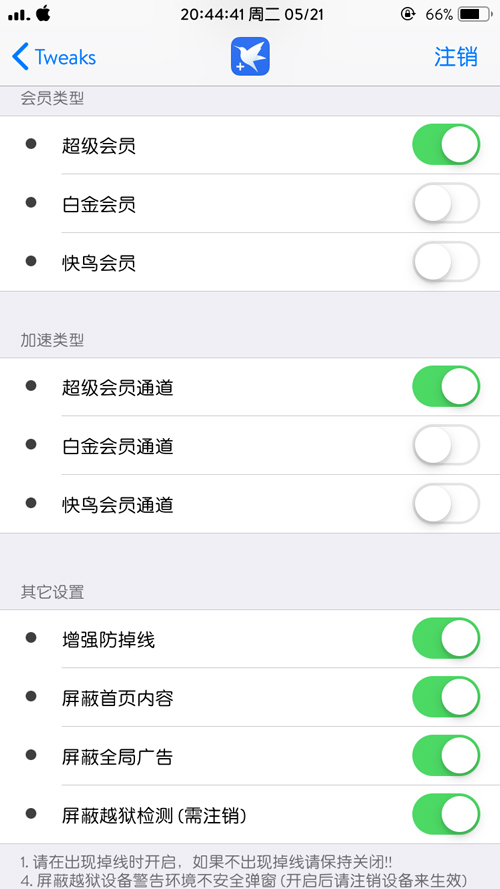 20:44:41 周二 05/21
66%
Tweaks
注销
会员类型
超级会员
白金会员
快鸟会员
加速类型
超级会员通道
白金会员通道
快鸟会员通道
其它设置
增强防掉线
屏蔽首页内容
屏蔽全局广告
屏蔽越狱检测(需注销)
1. 请在出现掉线时开启，如果不出现掉线请保持关闭!!
4. 屏蔽越狱设备警告环境不安全弹窗(开启后请注销设备来生效)